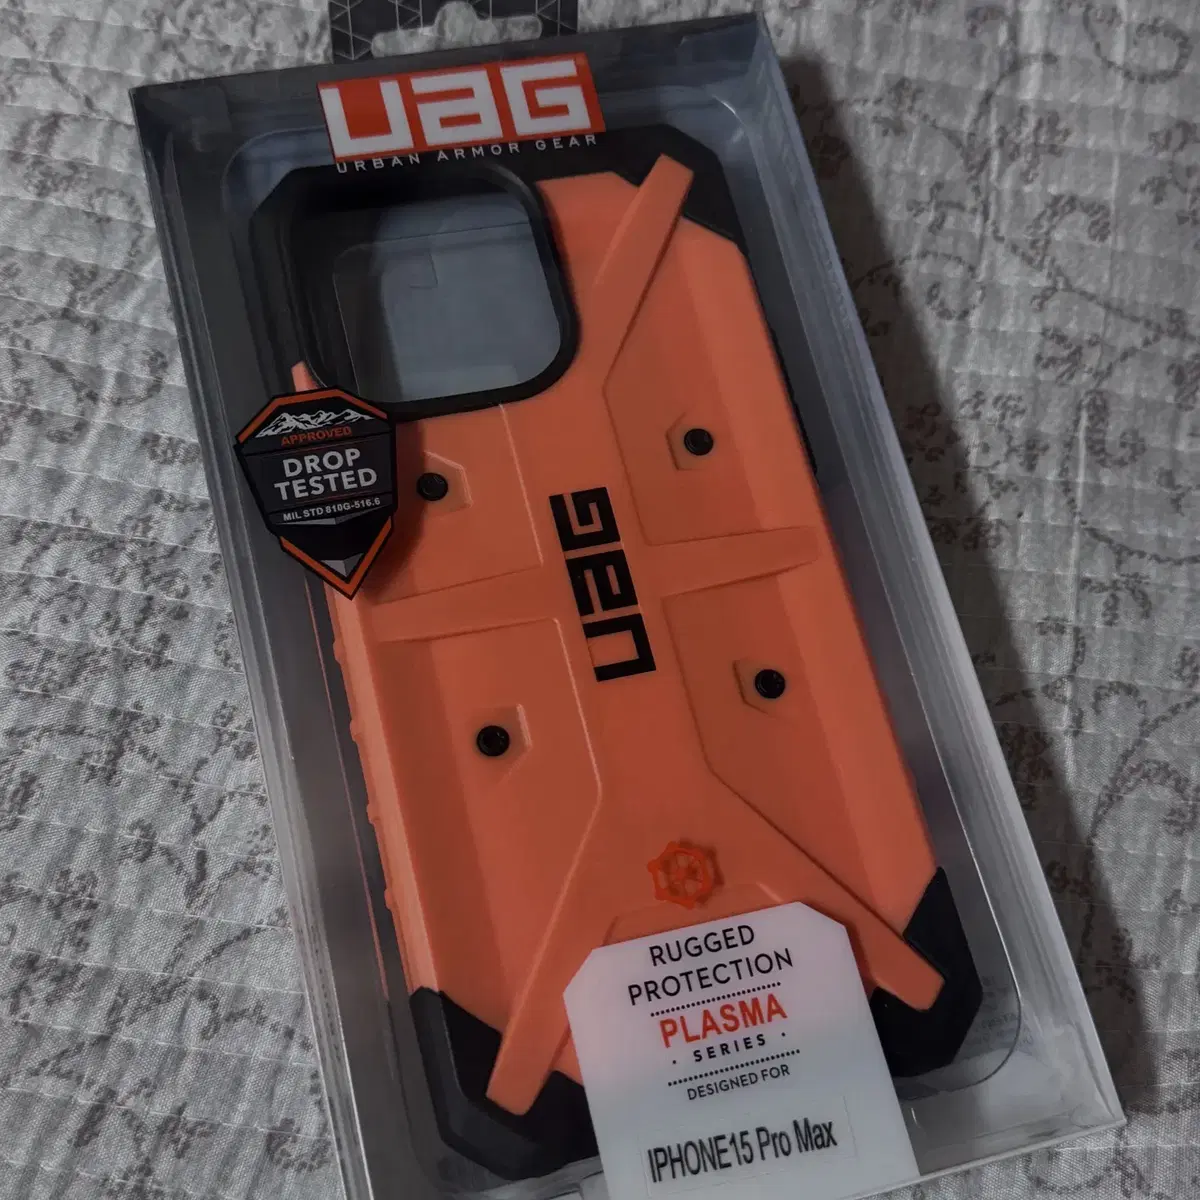 UAG
URBAN ARMOR GEAR
APPROVED
DROP
TESTED
MIL STD 810G-516.6
UAG
RUGGED
PROTECTION
PLASMA
· SERIES ·
DESIGNED FOR
IPHONE15 Pro Max